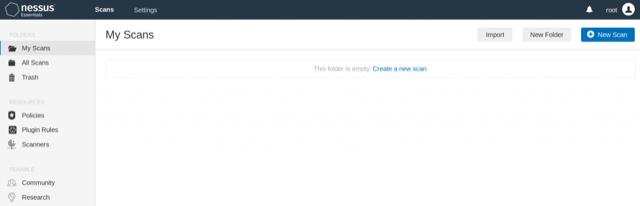 nessus
Essentials
Scans
Settings
root
FOLDERS
My Scans
All Scans
Trash
RESOURCES
Policies
Plugin Rules
Scanners
TENABLE
Community
Research
My Scans
Import
New Folder
New Scan
This folder is empty. Create a new scan.